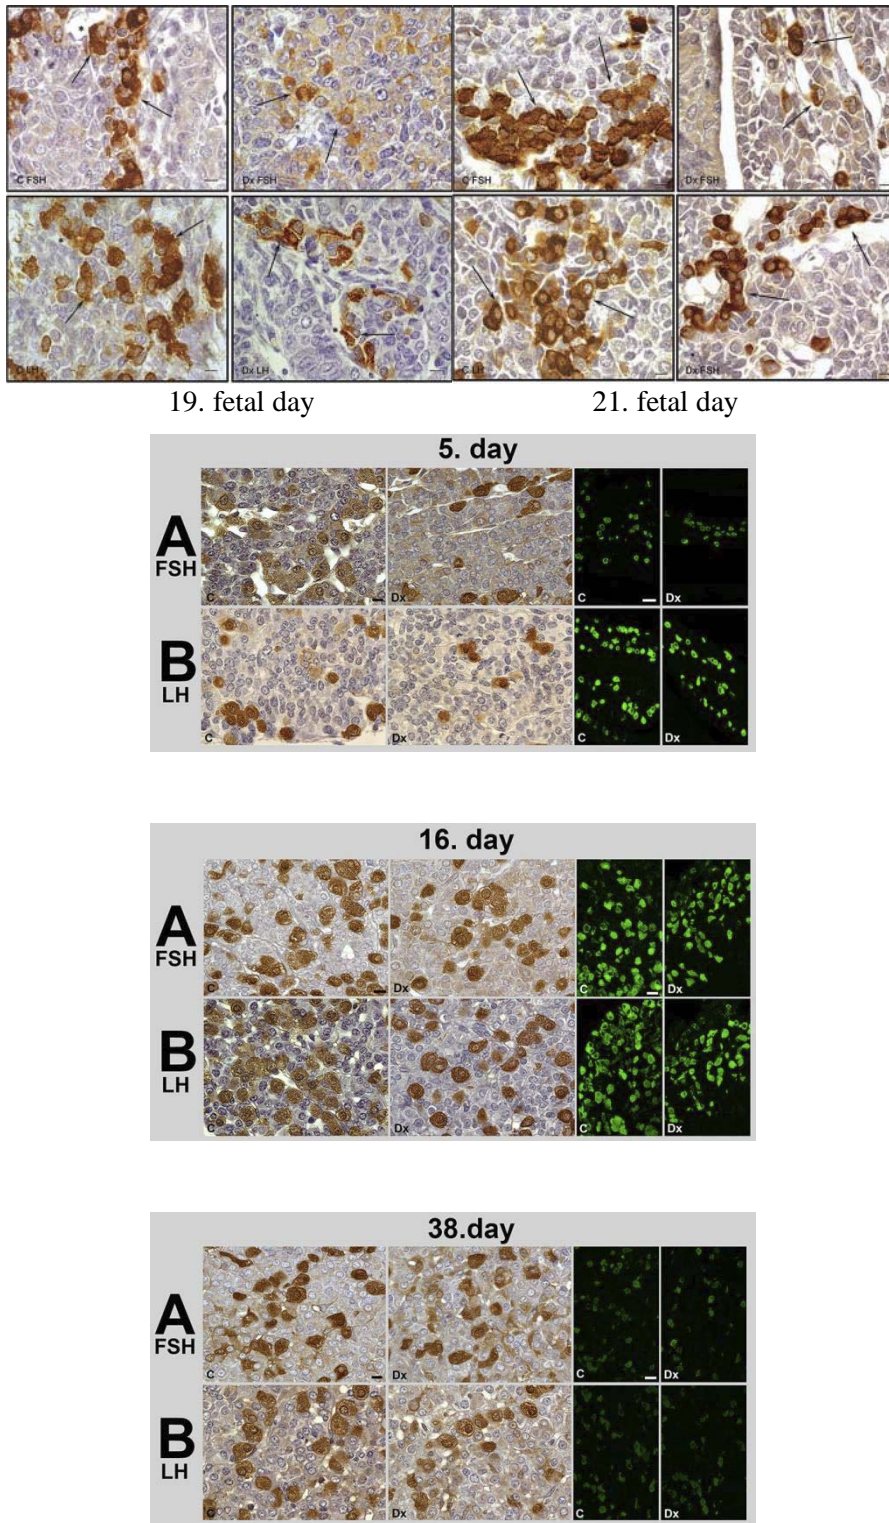 C FSH
Dx FSH
C FSH
Dx FSH
C LH
Dx LH
C LH
Dx FSH
19. fetal day
21. fetal day
5. day
A
FSH
C
Dx
C
Dx
B
LH
C
Dx
C
Dx
16. day
A
FSH
C
Dx
C
Dx
B
LH
C
Dx
C
Dx
38.day
A
FSH
C
Dx
C
Dx
B
LH
C
Dx
C
Dx